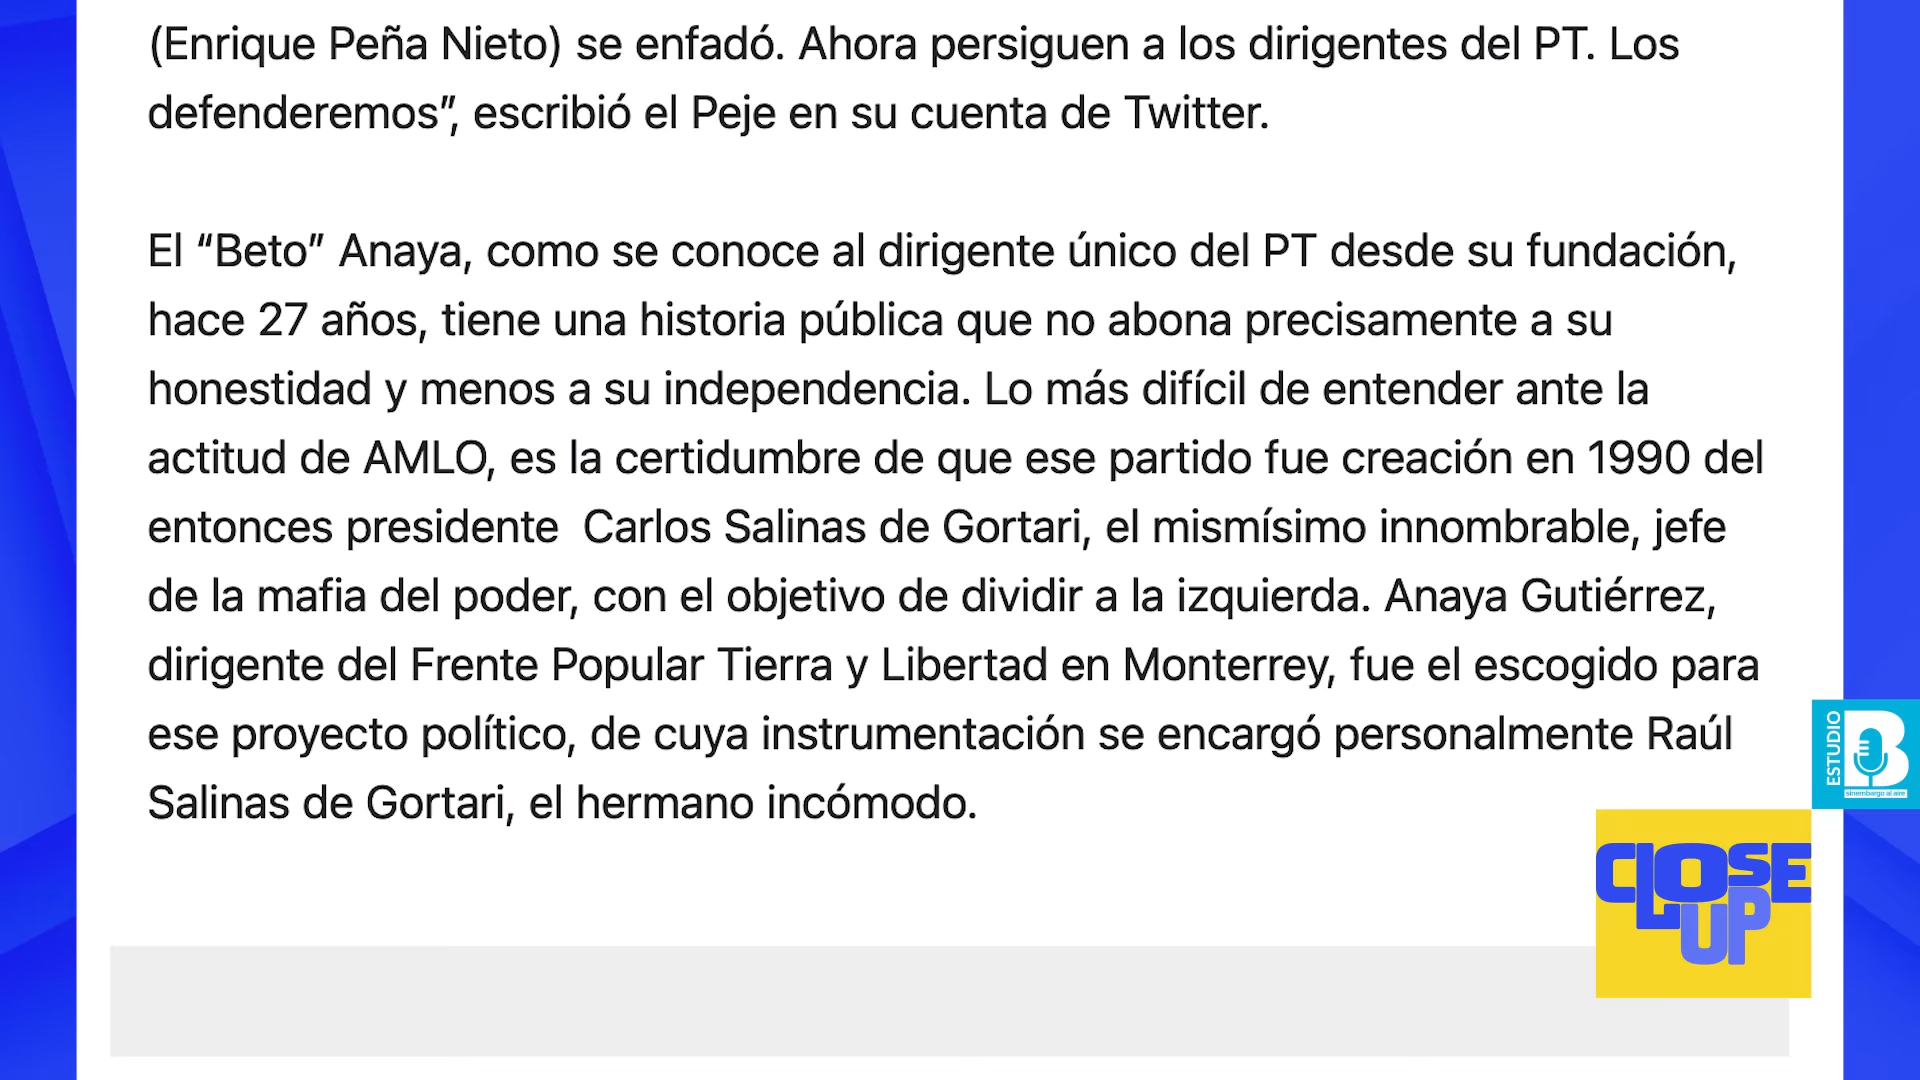 (Enrique Peña Nieto) se enfadó. Ahora persiguen a los dirigentes del PT. Los
defenderemos”, escribió el Peje en su cuenta de Twitter.
El “Beto” Anaya, como se conoce al dirigente único del PT desde su fundación,
hace 27 años, tiene una historia pública que no abona precisamente a su
honestidad y menos a su independencia. Lo más difícil de entender ante la
actitud de AMLO, es la certidumbre de que ese partido fue creación en 1990 del
entonces presidente  Carlos Salinas de Gortari, el mismísimo innombrable, jefe
de la mafia del poder, con el objetivo de dividir a la izquierda. Anaya Gutiérrez,
dirigente del Frente Popular Tierra y Libertad en Monterrey, fue el escogido para
ese proyecto político, de cuya instrumentación se encargó personalmente Raúl
Salinas de Gortari, el hermano incómodo.
ESTUDIO
B
sinembargo al aire
CLOSE
UP